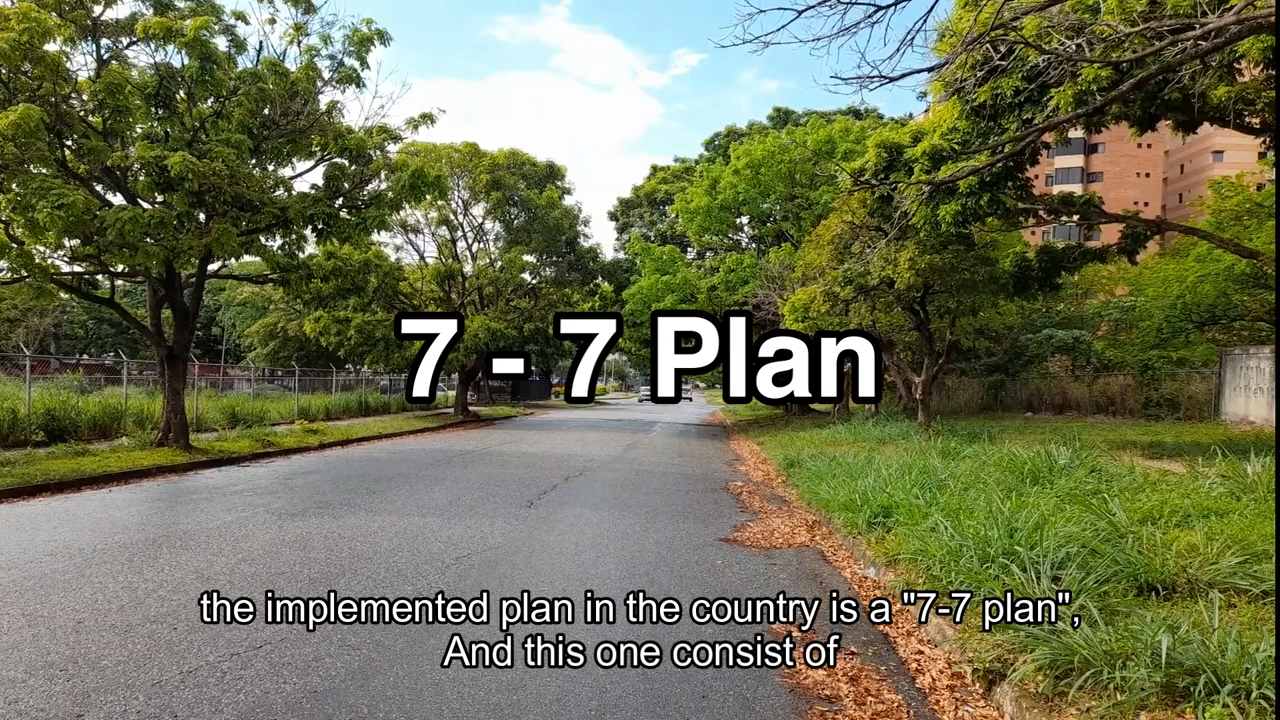 7 - 7 Plan
the implemented plan in the country is a "7-7 plan",
And this one consist of